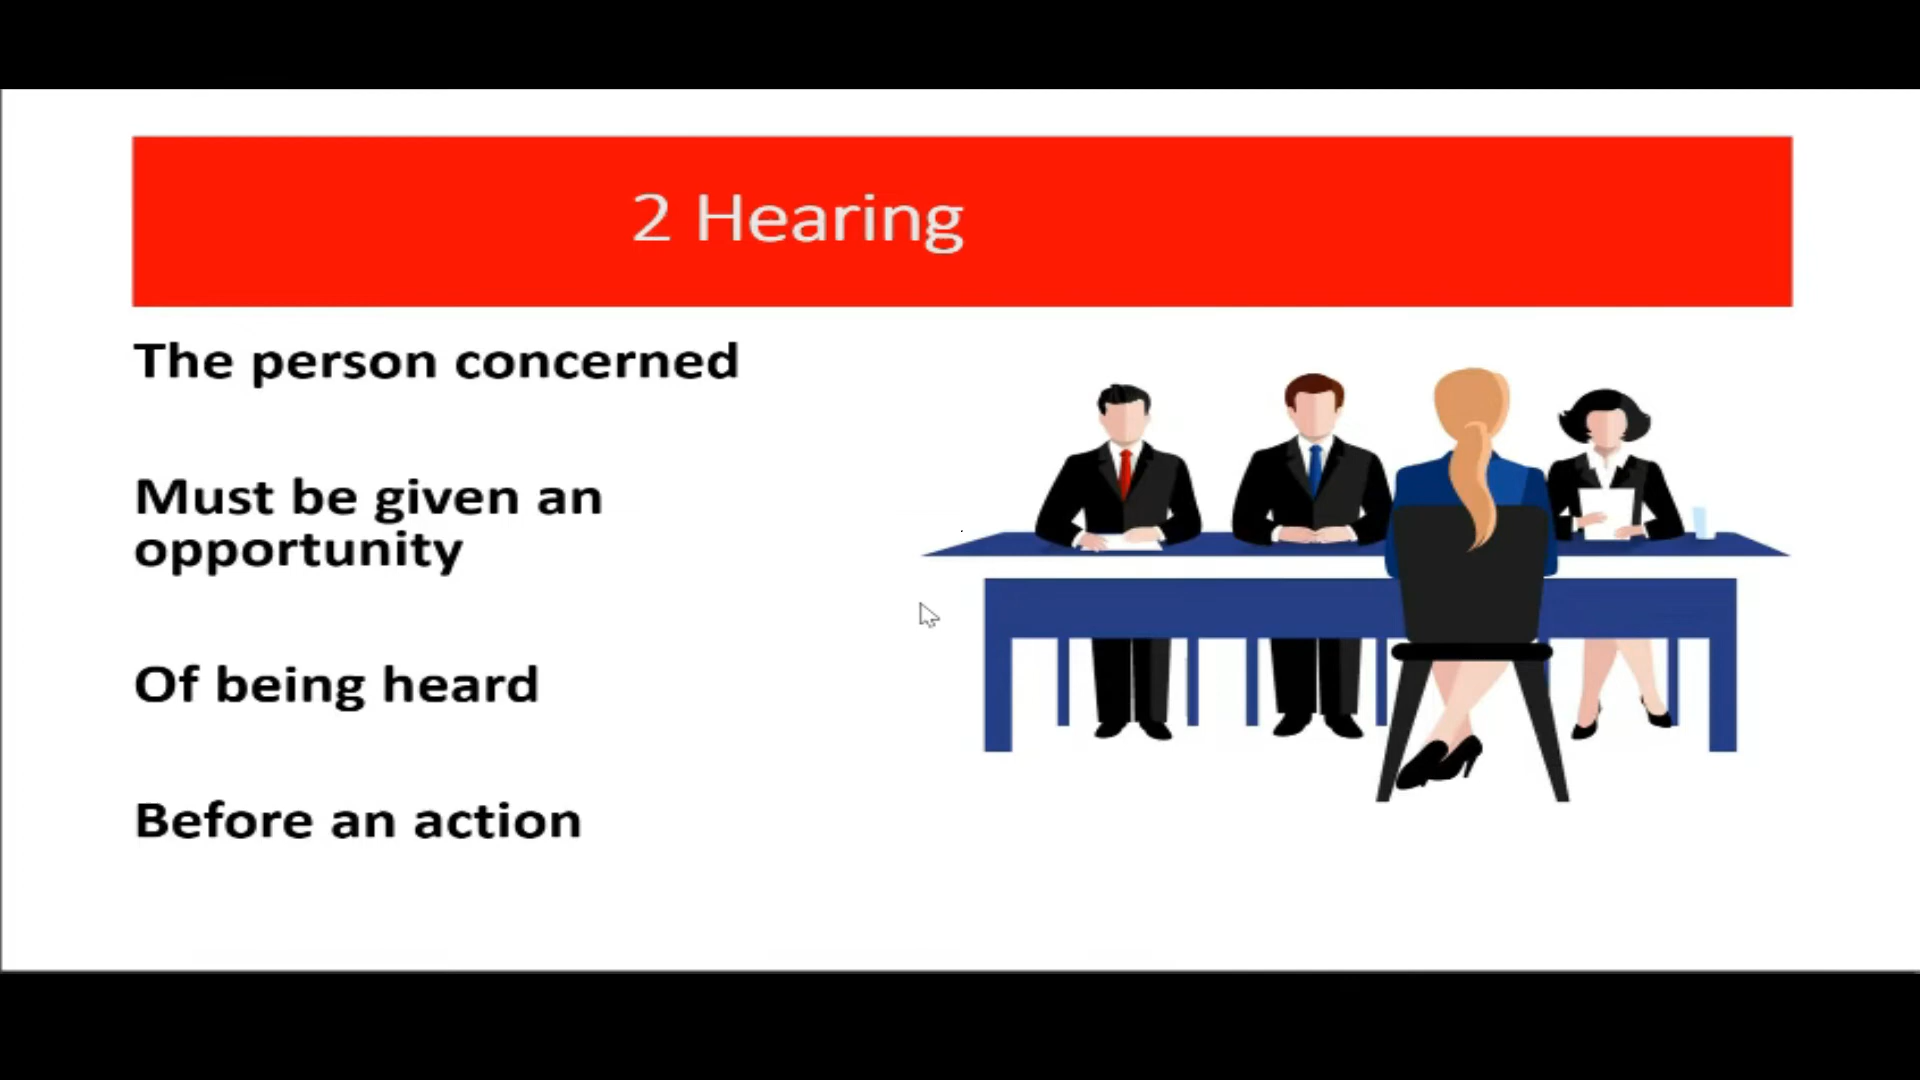 2 Hearing
The person concerned
Must be given an
opportunity
Of being heard
Before an action